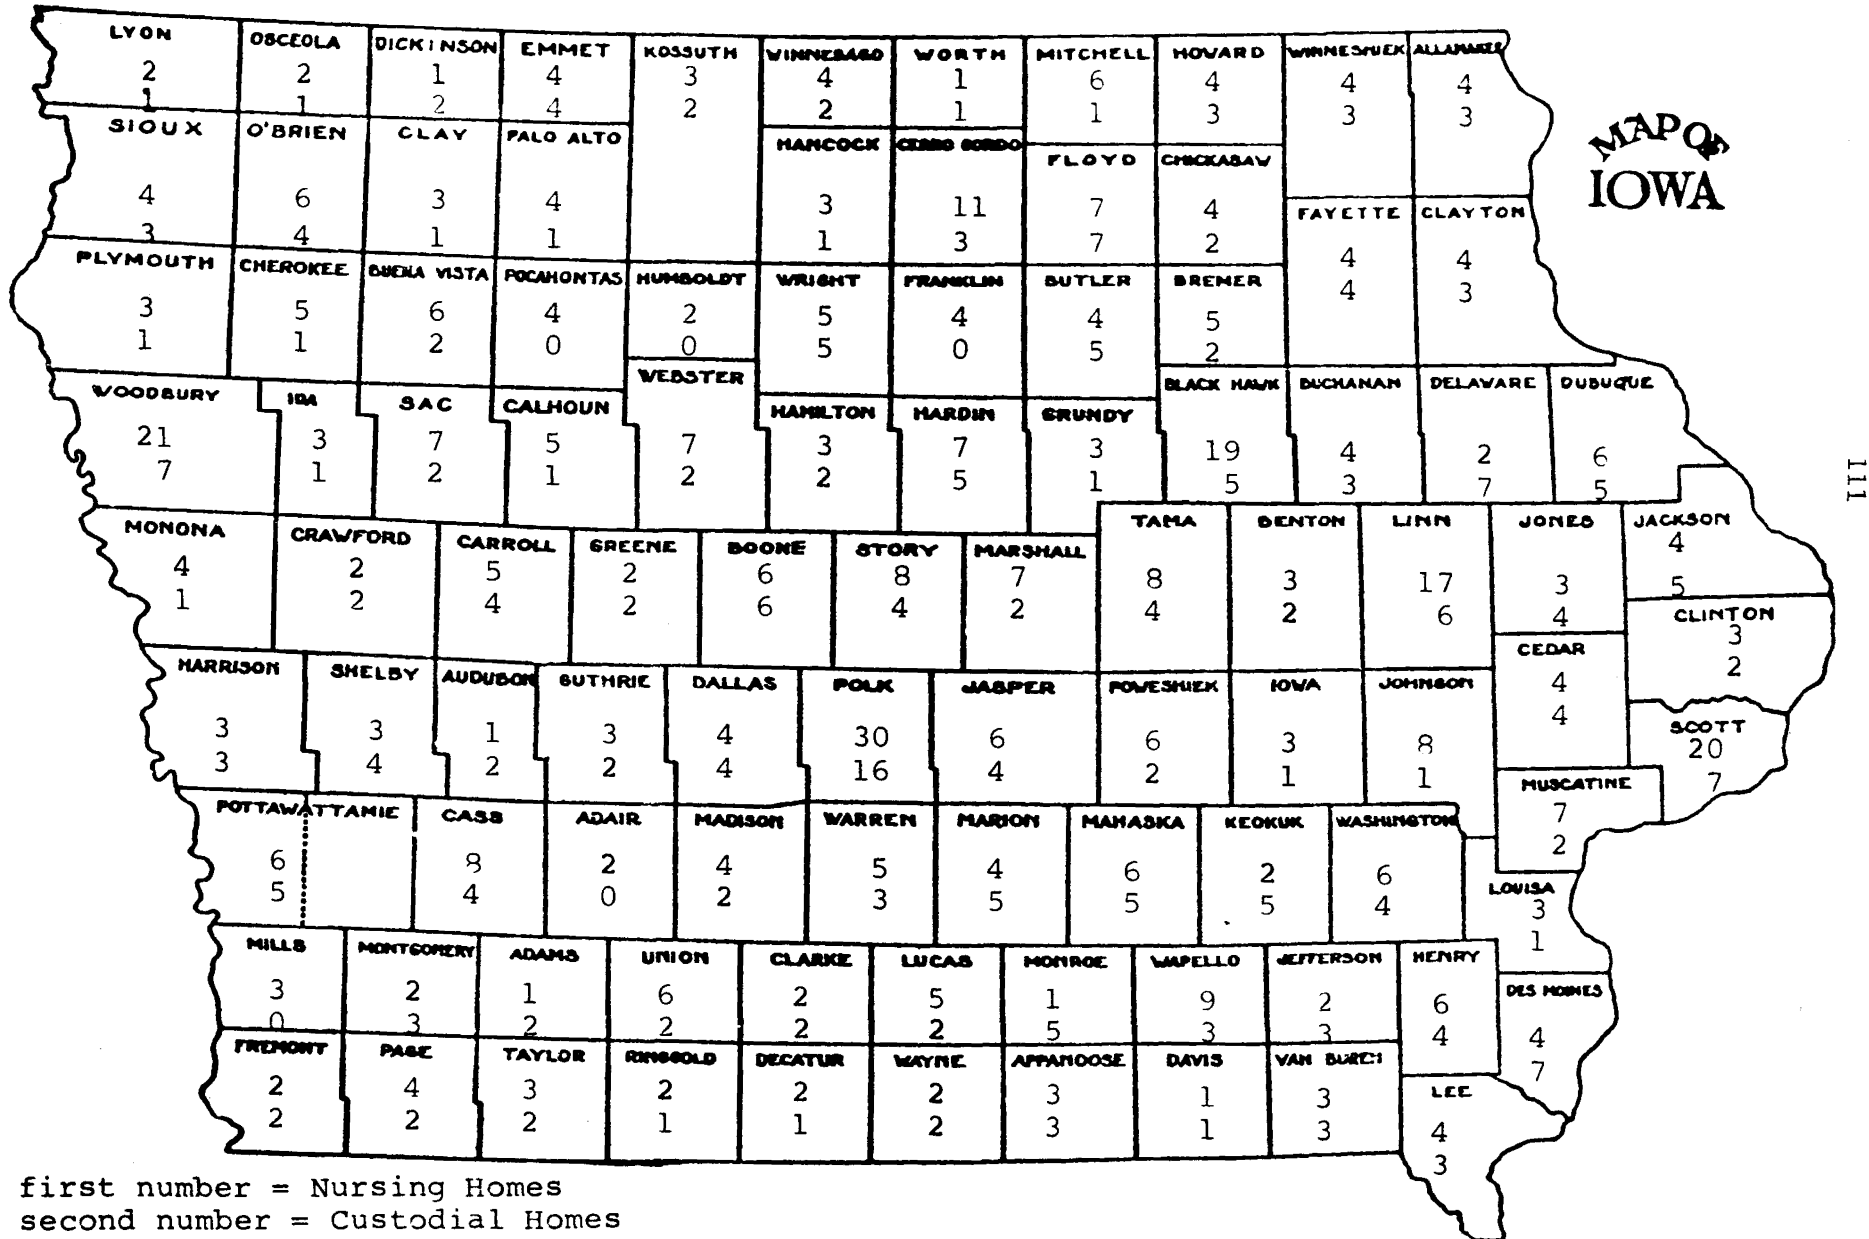 LYON
2
1
OSCEOLA
2
1
DICKINSON
1
2
EMMET
4
4
KOSSUTH
3
2
WINNEBAGO
4
2
WORTH
1
1
MITCHELL
6
1
HOWARD
4
3
WINNESHIEK
4
3
ALLAMAKEE
4
3
MAP OF
IOWA
SIOUX
4
3
O'BRIEN
6
4
CLAY
3
1
PALO ALTO
4
1
HANCOCK
3
1
CERRO GORDO
11
3
FLOYD
7
7
CHICKASAW
4
2
FAYETTE
4
4
CLAYTON
4
3
PLYMOUTH
3
1
CHEROKEE
5
1
BUENA VISTA
6
2
POCAHONTAS
4
0
HUMBOLDT
2
0
WRIGHT
5
5
FRANKLIN
4
0
BUTLER
4
5
BREMER
5
2
WOODBURY
21
7
IDA
3
1
SAC
7
2
CALHOUN
5
1
WEBSTER
7
2
HAMILTON
3
2
HARDIN
7
5
GRUNDY
3
1
BLACK HAWK
19
5
BUCHANAN
4
3
DELAWARE
2
7
DUBUQUE
6
5
111
MONONA
4
1
CRAWFORD
2
2
CARROLL
5
4
GREENE
2
2
BOONE
6
6
STORY
8
4
MARSHALL
7
2
TAMA
8
4
BENTON
3
2
LINN
17
6
JONES
3
4
JACKSON
4
5
CLINTON
3
2
HARRISON
3
3
SHELBY
3
4
AUDUBON
1
2
GUTHRIE
3
2
DALLAS
4
4
POLK
30
16
JASPER
6
4
POWESHIEK
6
2
IOWA
3
1
JOHNSON
8
1
CEDAR
4
4
SCOTT
20
7
MUSCATINE
7
2
POTTAWATTAMIE
6
5
CASS
8
4
ADAIR
2
0
MADISON
4
2
WARREN
5
3
MARION
4
5
MAHASKA
6
5
KEOKUK
2
5
WASHINGTON
6
4
LOUISA
3
1
MILLS
3
0
MONTGOMERY
2
3
ADAMS
1
2
UNION
6
2
CLARKE
2
2
LUCAS
5
2
MONROE
1
5
WAPELLO
9
3
JEFFERSON
2
3
HENRY
6
4
DES MOINES
4
7
FREMONT
2
2
PAGE
4
2
TAYLOR
3
2
RINGGOLD
2
1
DECATUR
2
1
WAYNE
2
2
APPANOOSE
3
3
DAVIS
1
1
VAN BUREN
3
3
LEE
4
3
first number = Nursing Homes
second number = Custodial Homes